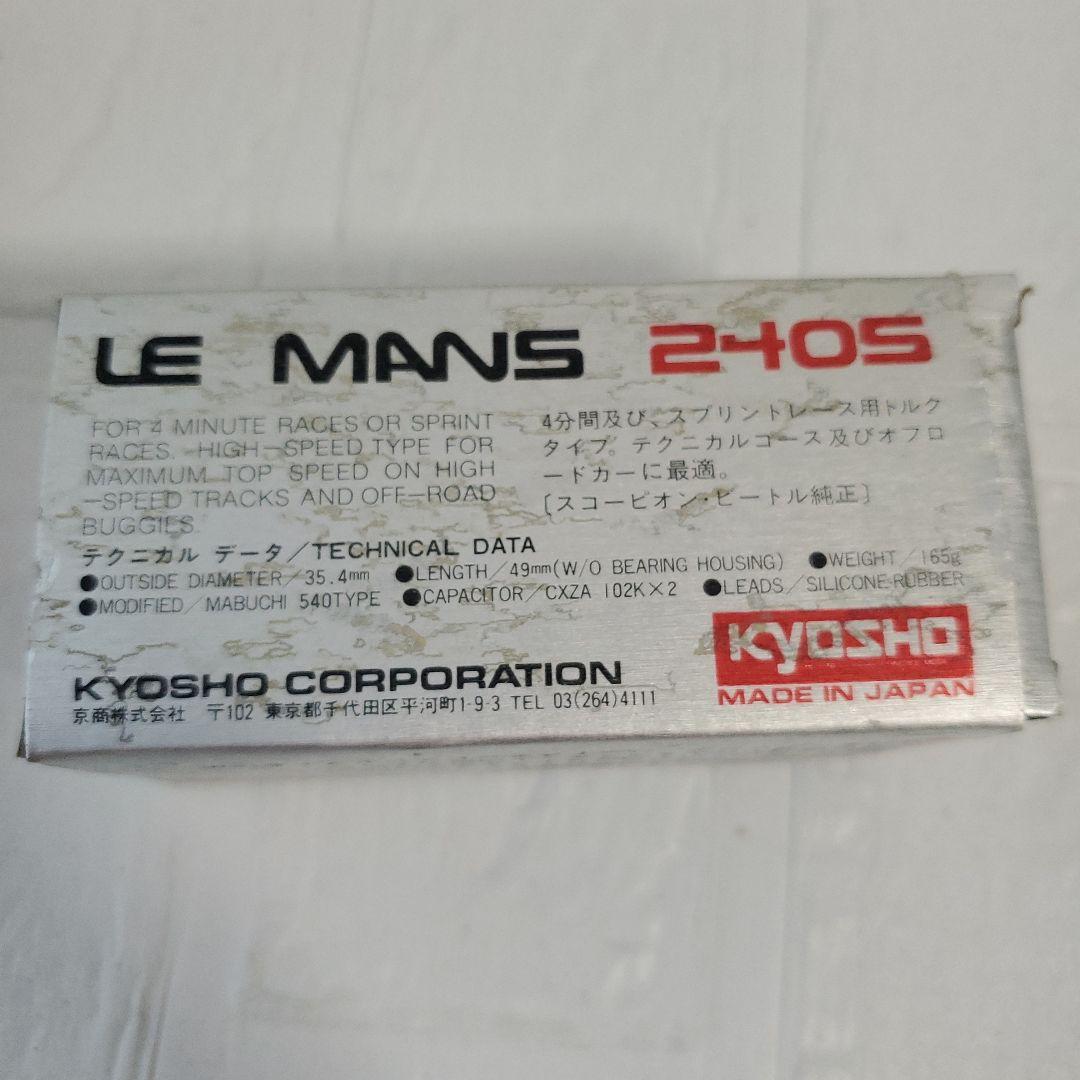 LE MANS 240S
FOR 4 MINUTE RACES OR SPRINT
RACES. HIGH-SPEED TYPE FOR
MAXIMUM TOP SPEED ON HIGH
-SPEED TRACKS AND OFF-ROAD
BUGGIES.
4分間及び、スプリントレース用トルク
タイプ。テクニカルコース及びオフロ
ードカーに最適。
[スコーピオン・ビートル純正]
テクニカル データ/TECHNICAL DATA
●OUTSIDE DIAMETER/35.4mm ●LENGTH/49mm(W/O BEARING HOUSING) ●WEIGHT/165g
●MODIFIED/MABUCHI 540TYPE ●CAPACITOR/CXZA 102K×2 ●LEADS/SILICONE-RUBBER
KYOSHO CORPORATION
京商株式会社 〒102 東京都千代田区平河町1-9-3 TEL 03(264)4111
KYOSHO
MADE IN JAPAN